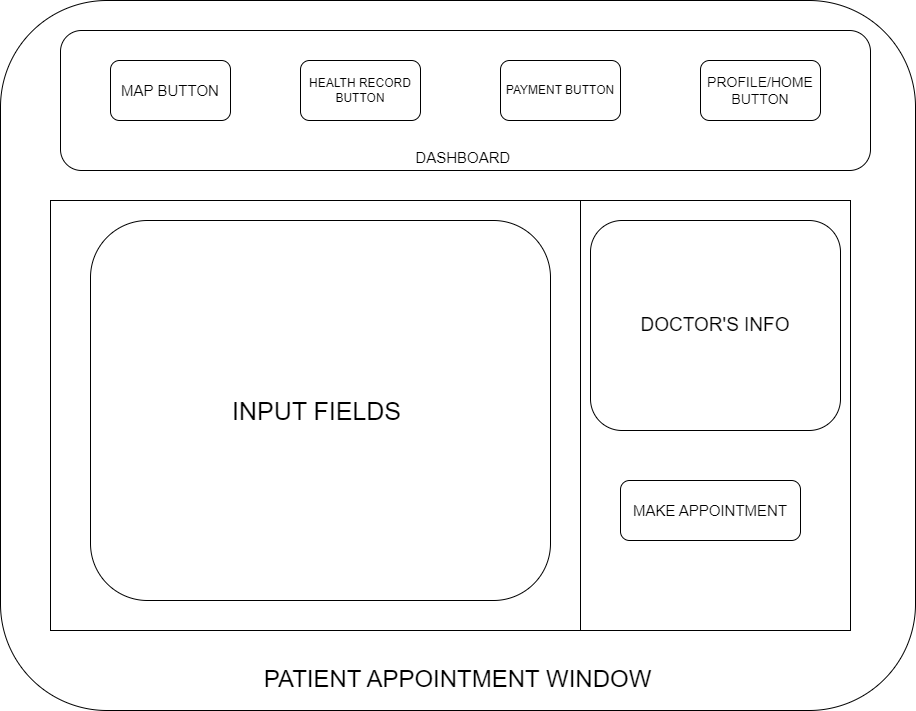 MAP BUTTON
HEALTH RECORD
BUTTON
PAYMENT BUTTON
PROFILE/HOME
BUTTON
DASHBOARD
INPUT FIELDS
DOCTOR'S INFO
MAKE APPOINTMENT
PATIENT APPOINTMENT WINDOW